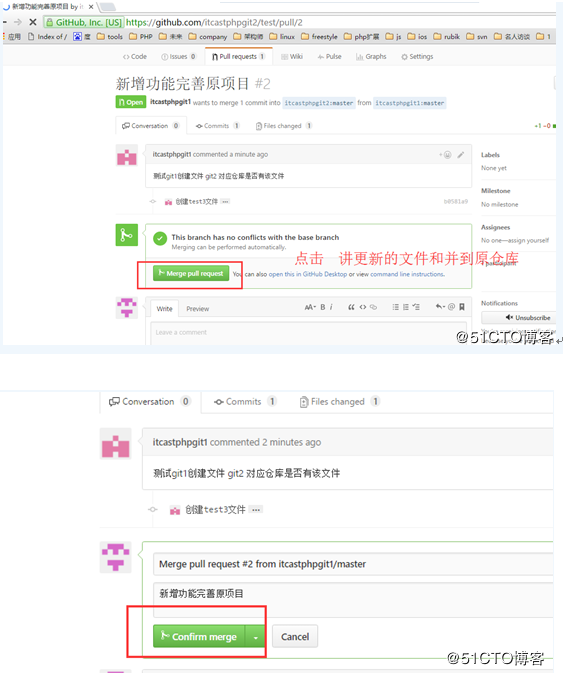 新增功能完善原项目 by it
GitHub, Inc. [US] https://github.com/itcastphpgit2/test/pull/2
应用 Index of / 度 tools PHP 未来 company 架构师 linux freestyle php扩展 js ios rubik svn 名人访谈 1
Code Issues 0 Pull requests 1 Wiki Pulse Graphs Settings
新增功能完善原项目 #2
Open itcastphpgit1 wants to merge 1 commit into itcastphpgit2:master from itcastphpgit1:master
Conversation 0 Commits 1 Files changed 1 +1 −0
itcastphpgit1 commented a minute ago
测试git1创建文件 git2 对应仓库是否有该文件
创建test3文件 ...
Labels
None yet
Milestone
No milestone
Assignees
No one—assign yourself
1 participant
Notifications
Unsubscribe
This branch has no conflicts with the base branch
Merging can be performed automatically.
点击 讲更新的文件和并到原仓库
Merge pull request You can also open this in GitHub Desktop or view command line instructions.
Write Preview AA B i
Leave a comment
@51CTO博客
Conversation 0 Commits 1 Files changed 1
itcastphpgit1 commented 2 minutes ago
测试git1创建文件 git2 对应仓库是否有该文件
创建test3文件 ...
Merge pull request #2 from itcastphpgit1/master
新增功能完善原项目
Confirm merge Cancel
@51CTO博客